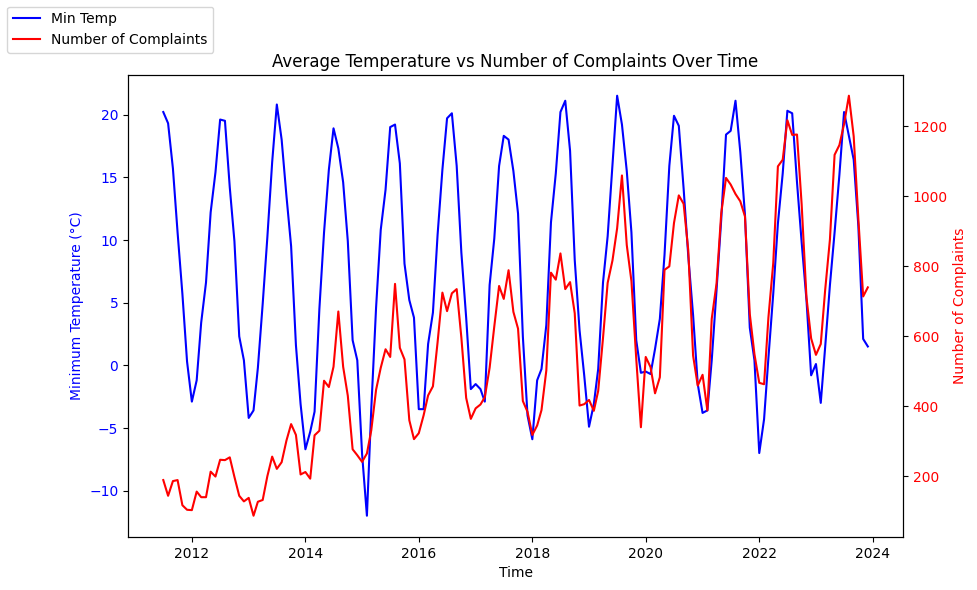 Min Temp
Number of Complaints
Average Temperature vs Number of Complaints Over Time
Minimum Temperature (°C)
20
15
10
5
0
−5
−10
1200
1000
800
600
400
200
Number of Complaints
2012 2014 2016 2018 2020 2022 2024
Time